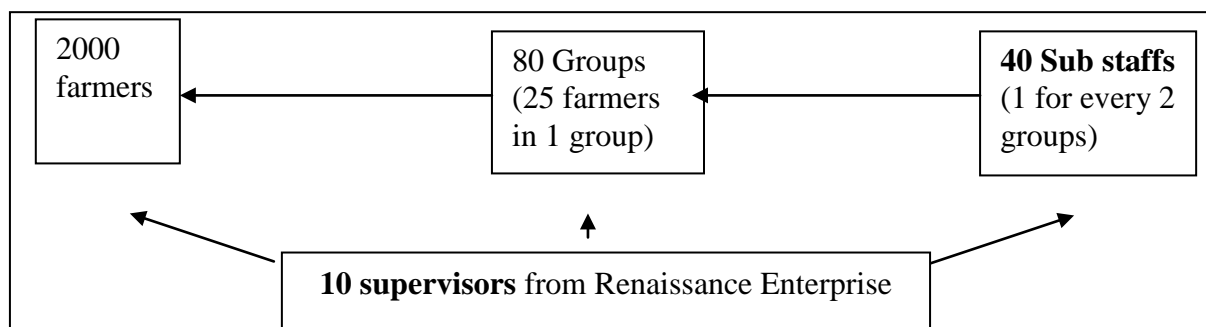 2000
farmers
80 Groups
(25 farmers
in 1 group)
40 Sub staffs
(1 for every 2
groups)
10 supervisors from Renaissance Enterprise